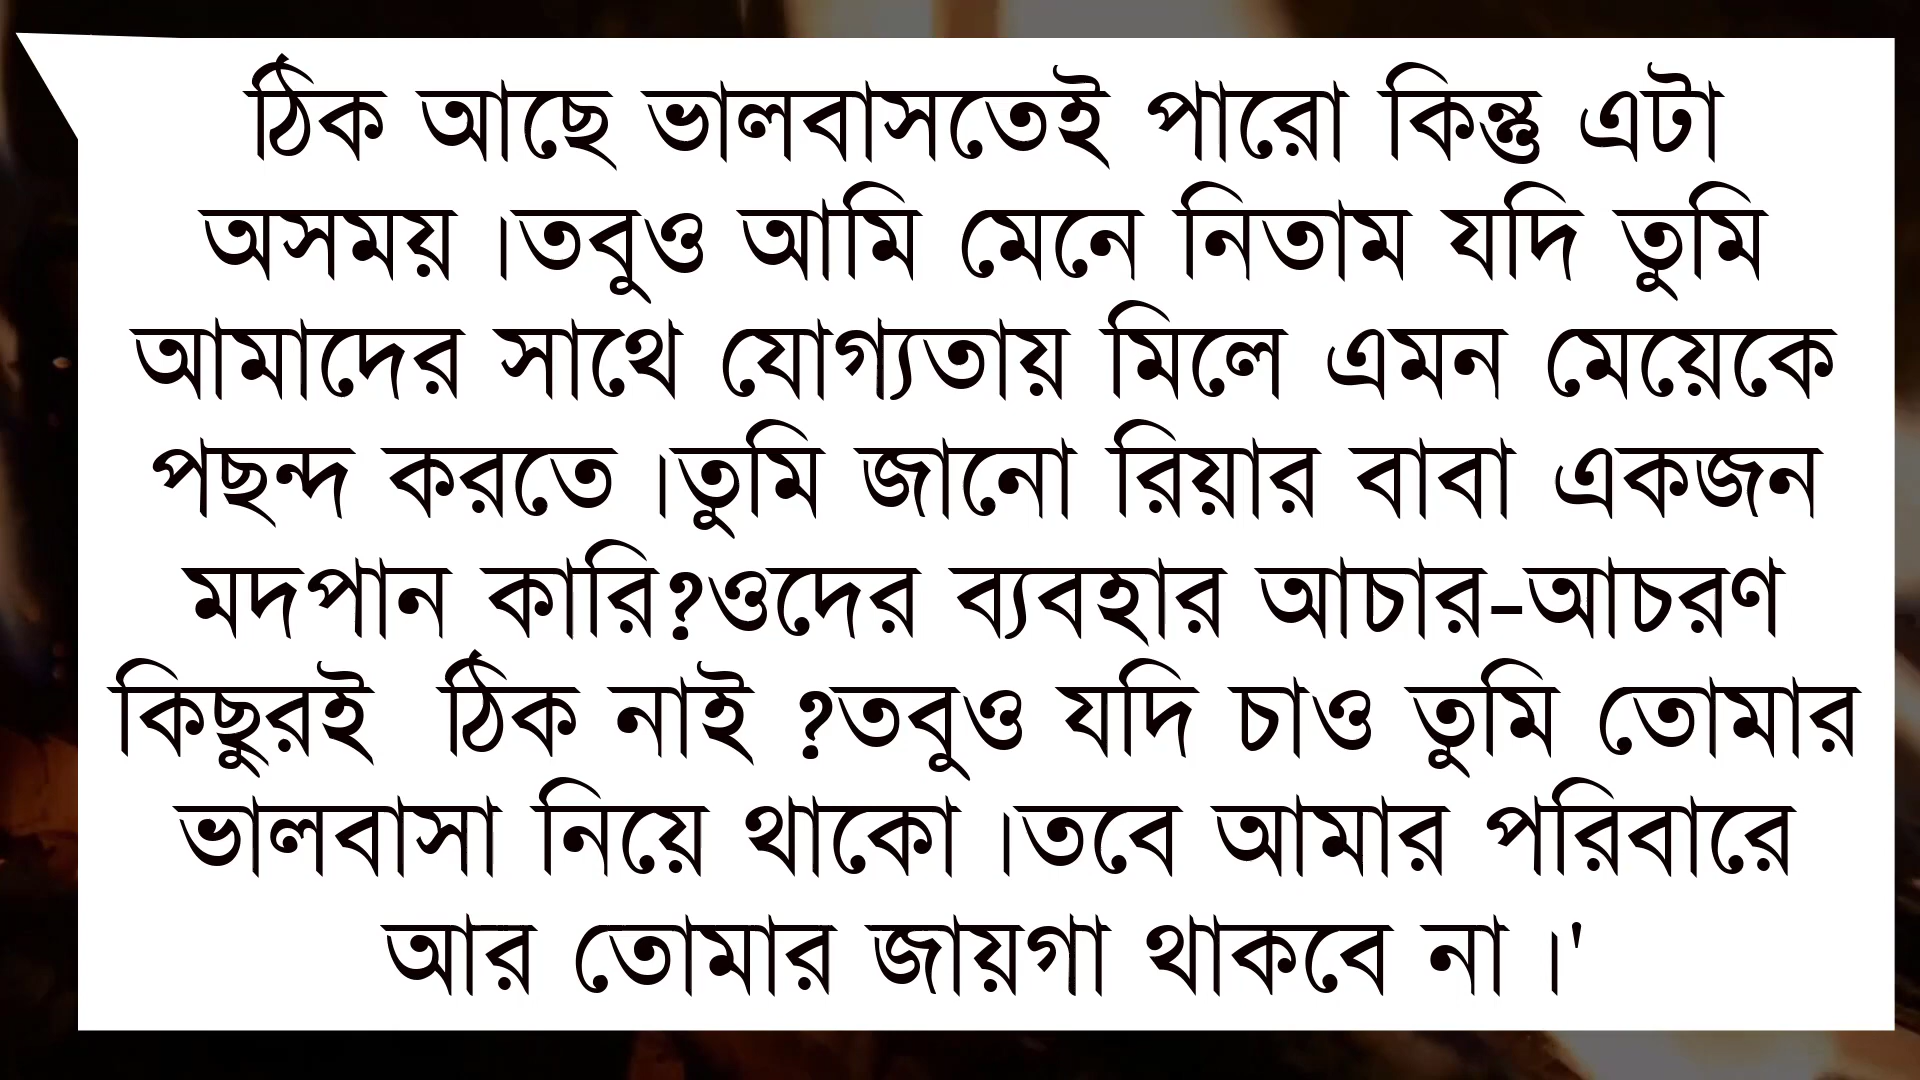 ঠিক আছে ভালবাসতেই পারো কিন্তু এটা
অসময় ।তবুও আমি মেনে নিতাম যদি তুমি
আমাদের সাথে যোগ্যতায় মিলে এমন মেয়েকে
পছন্দ করতে ।তুমি জানো রিয়ার বাবা একজন
মদপান কারি?ওদের ব্যবহার আচার-আচরণ
কিছুরই  ঠিক নাই ?তবুও যদি চাও তুমি তোমার
ভালবাসা নিয়ে থাকো ।তবে আমার পরিবারে
আর তোমার জায়গা থাকবে না ।'